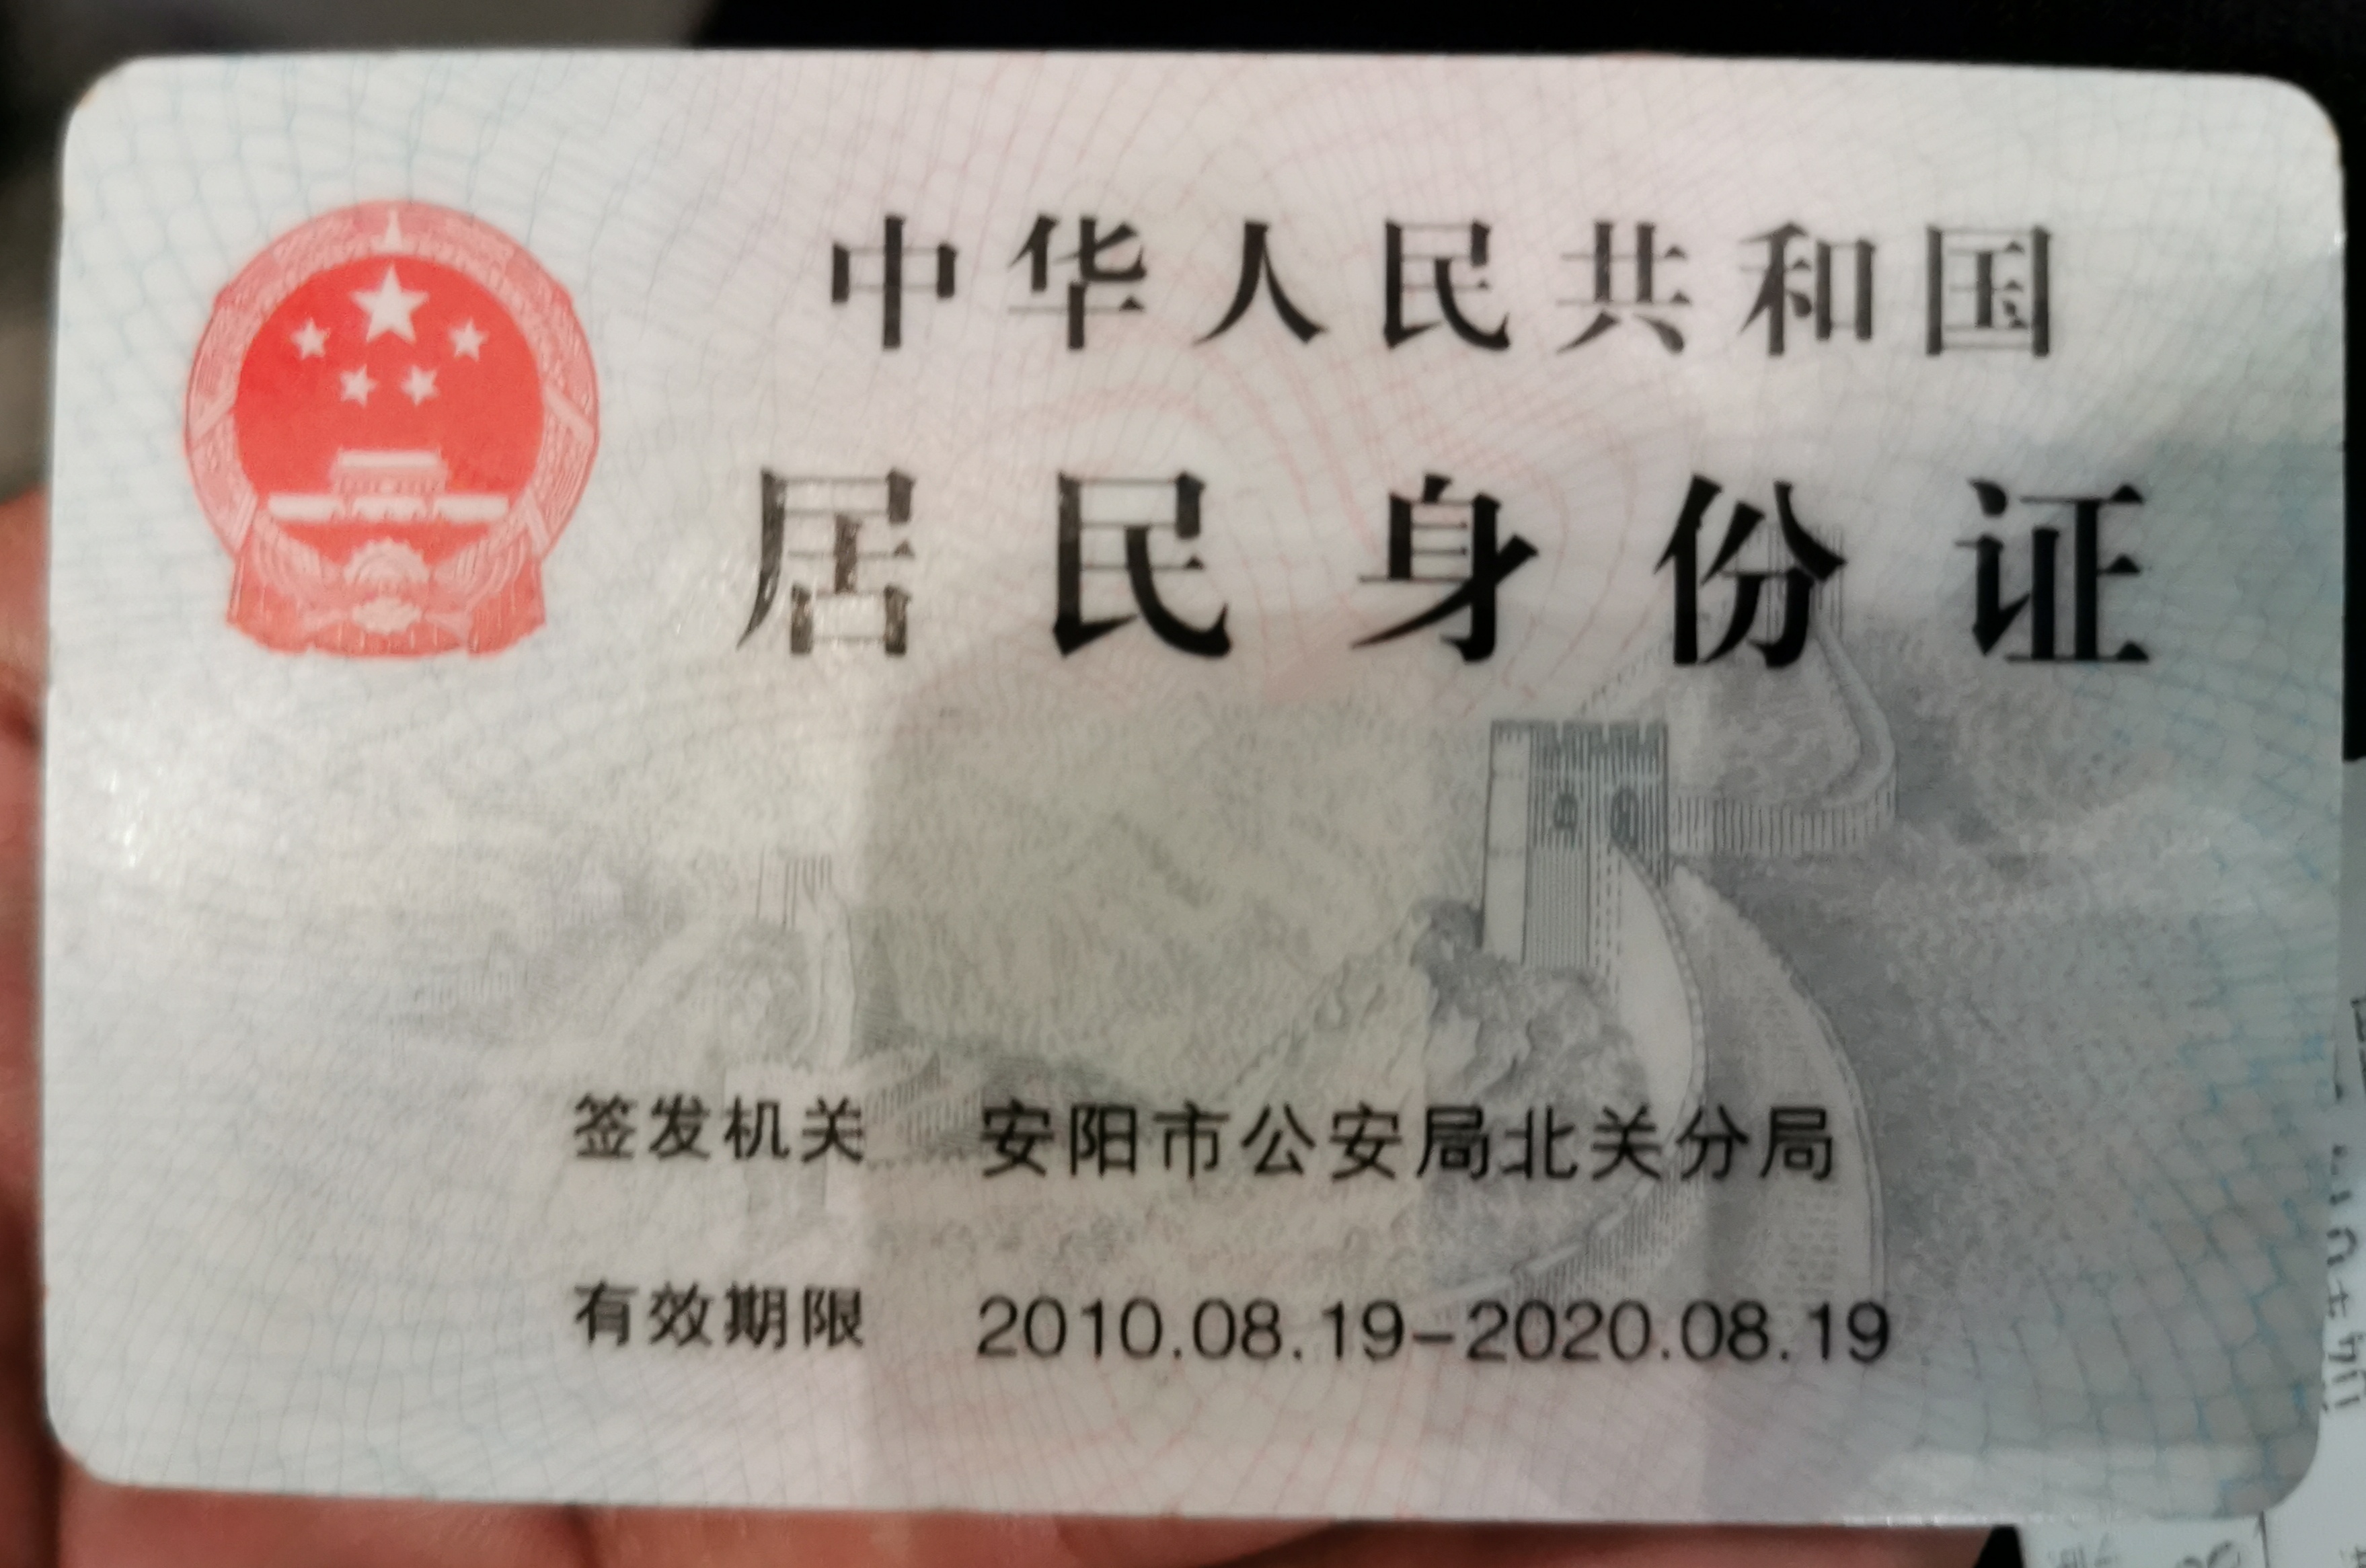 中华人民共和国
居民身份证
签发机关 安阳市公安局北关分局
有效期限 2010.08.19-2020.08.19